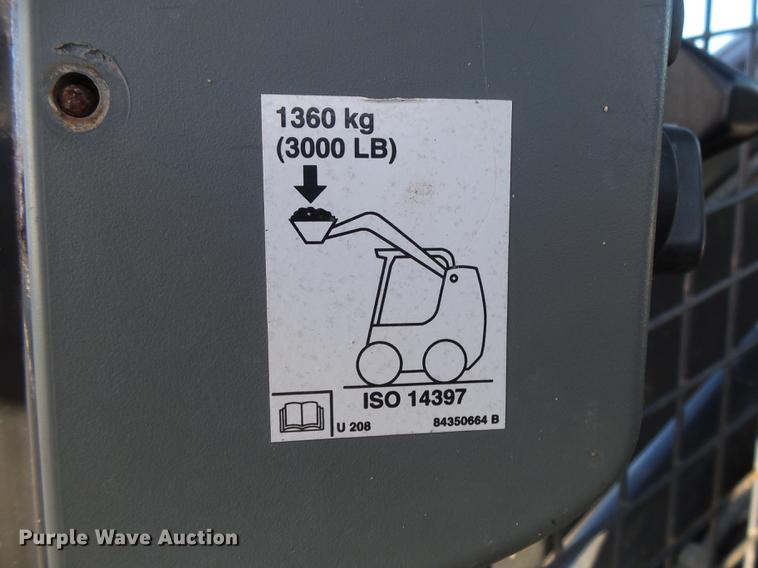 1360 kg
(3000 LB)
ISO 14397
U 208 84350664 B
Purple Wave Auction